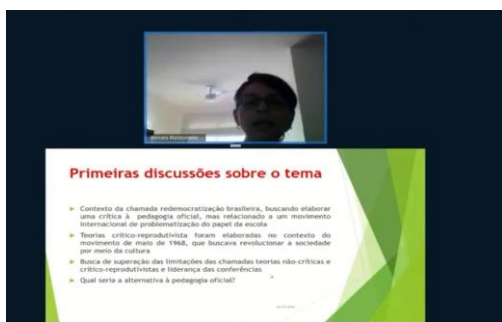 Renata Maldonado
Primeiras discussões sobre o tema
Contexto da chamada redemocratização brasileira, buscando elaborar
uma crítica à pedagogia oficial, mas relacionado a um movimento
internacional de problematização do papel da escola
Teorias crítico-reprodutivista foram elaboradas no contexto do
movimento de maio de 1968, que buscava revolucionar a sociedade
por meio da cultura
Busca de superação das limitações das chamadas teorias não-críticas e
crítico-reprodutivistas e liderança das conferências
Qual seria a alternativa à pedagogia oficial?